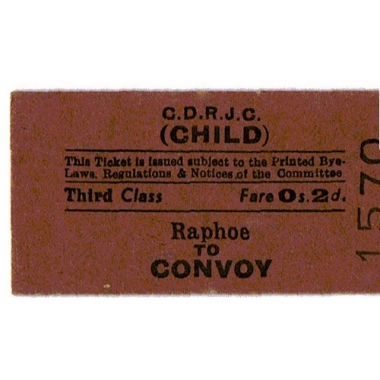 C.D.R.J.C.
(CHILD)
This Ticket is issued subject to the Printed Bye-
Laws, Regulations & Notices of the Committee
Third Class Fare 0s.2d.
Raphoe
TO
CONVOY
1570